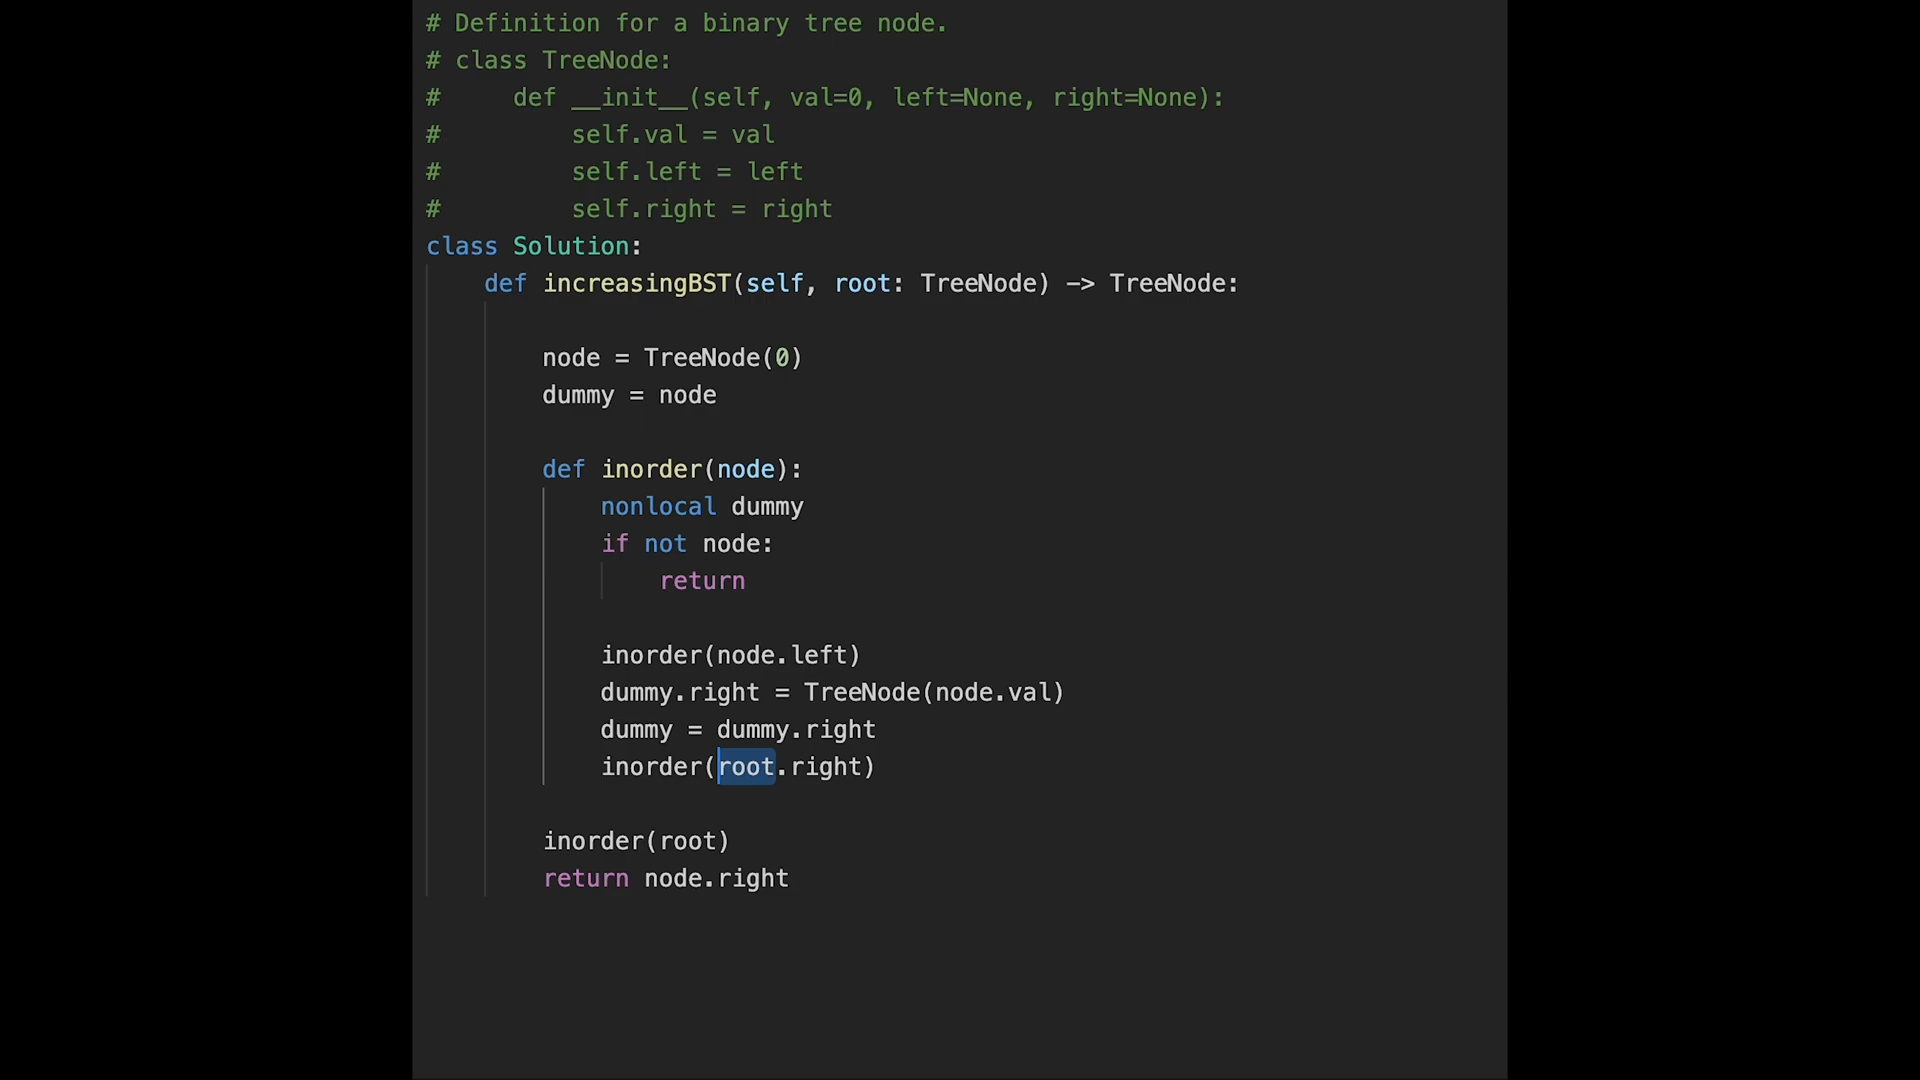 # Definition for a binary tree node.
# class TreeNode:
#     def __init__(self, val=0, left=None, right=None):
#         self.val = val
#         self.left = left
#         self.right = right
class Solution:
    def increasingBST(self, root: TreeNode) -> TreeNode:
        node = TreeNode(0)
        dummy = node
        def inorder(node):
            nonlocal dummy
            if not node:
                return
            inorder(node.left)
            dummy.right = TreeNode(node.val)
            dummy = dummy.right
            inorder(root.right)
        inorder(root)
        return node.right